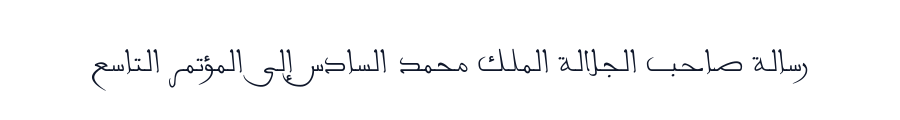 رسالة صاحب الجلالة الملك محمد السادس إلى المؤتمر التاسع